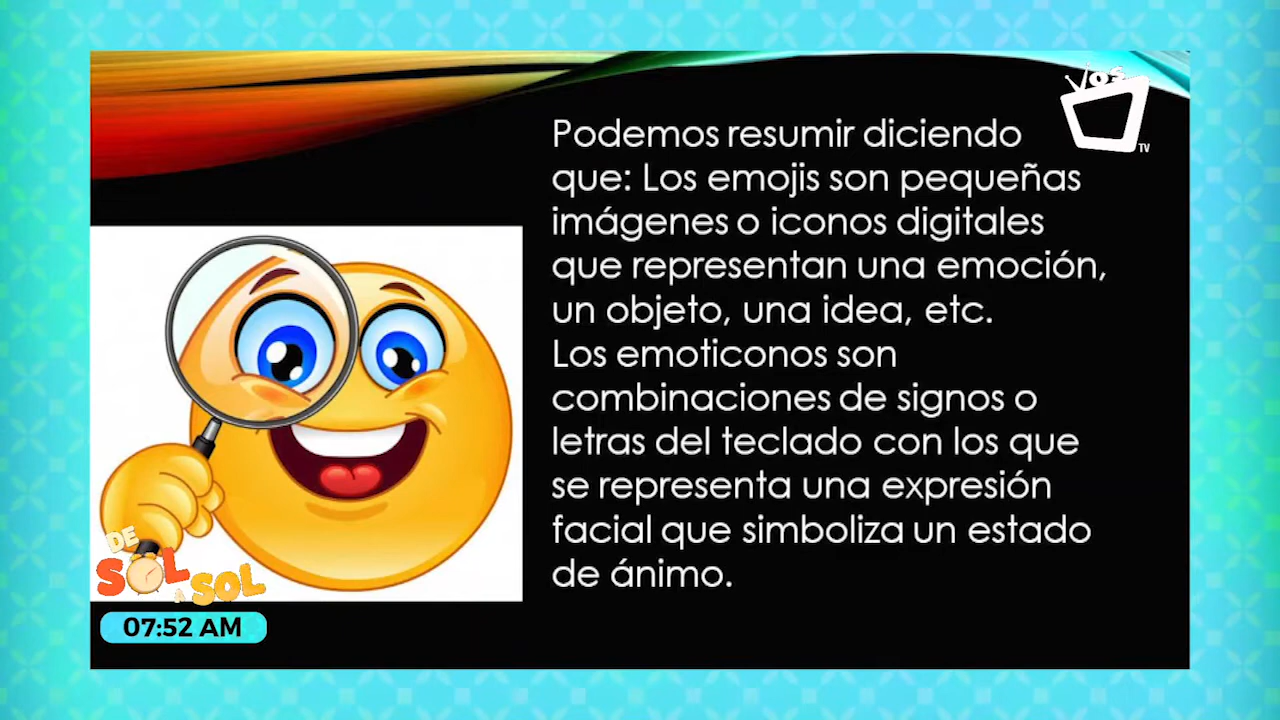 VOS
TV
Podemos resumir diciendo
que: Los emojis son pequeñas
imágenes o iconos digitales
que representan una emoción,
un objeto, una idea, etc.
Los emoticonos son
combinaciones de signos o
letras del teclado con los que
se representa una expresión
facial que simboliza un estado
de ánimo.
DE
SOL
A SOL
07:52 AM